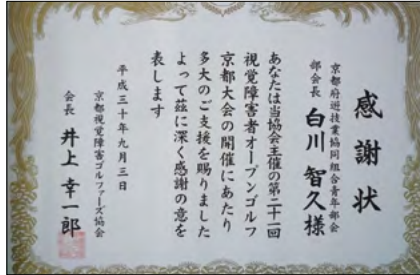 感謝状
京都府遊技業協同組合青年部会
部会長 白川 智久様
あなたは当協会主催の第二十一回
視覚障害者オープンゴルフ
京都大会の開催にあたり
多大のご支援を賜りました
よって茲に深く感謝の意を
表します
平成三十年九月三日
京都視覚障害ゴルファーズ協会
会長 井上 幸一郎